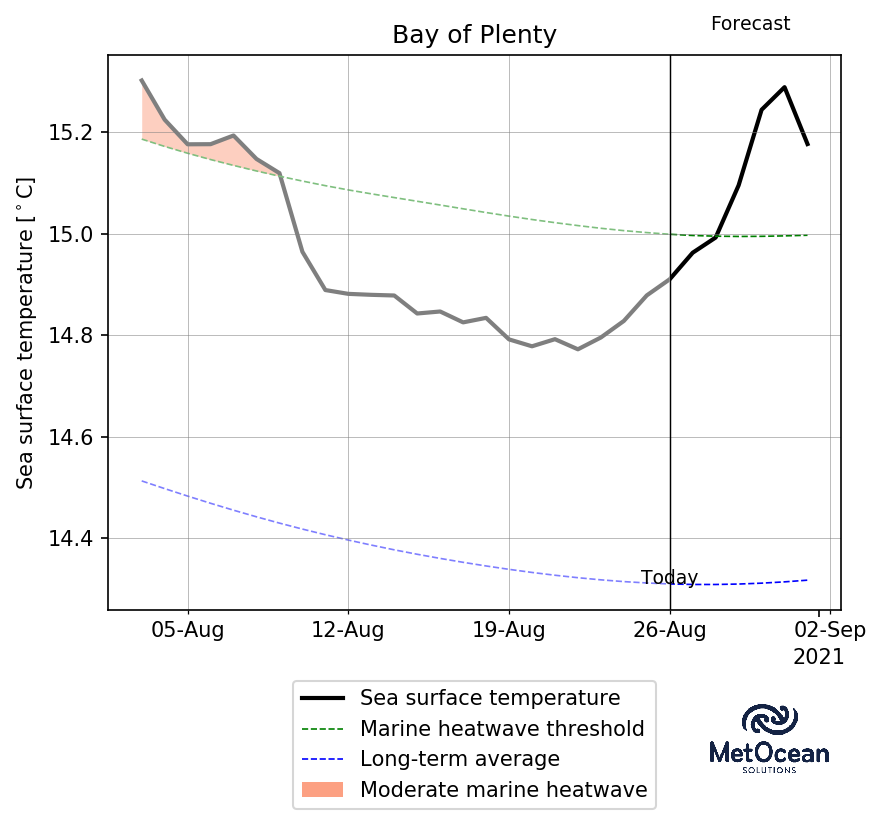 Forecast
Bay of Plenty
Sea surface temperature [˚C]
15.2
15.0
14.8
14.6
14.4
Today
05-Aug
12-Aug
19-Aug
26-Aug
02-Sep
2021
Sea surface temperature
Marine heatwave threshold
Long-term average
Moderate marine heatwave
MetOcean
SOLUTIONS